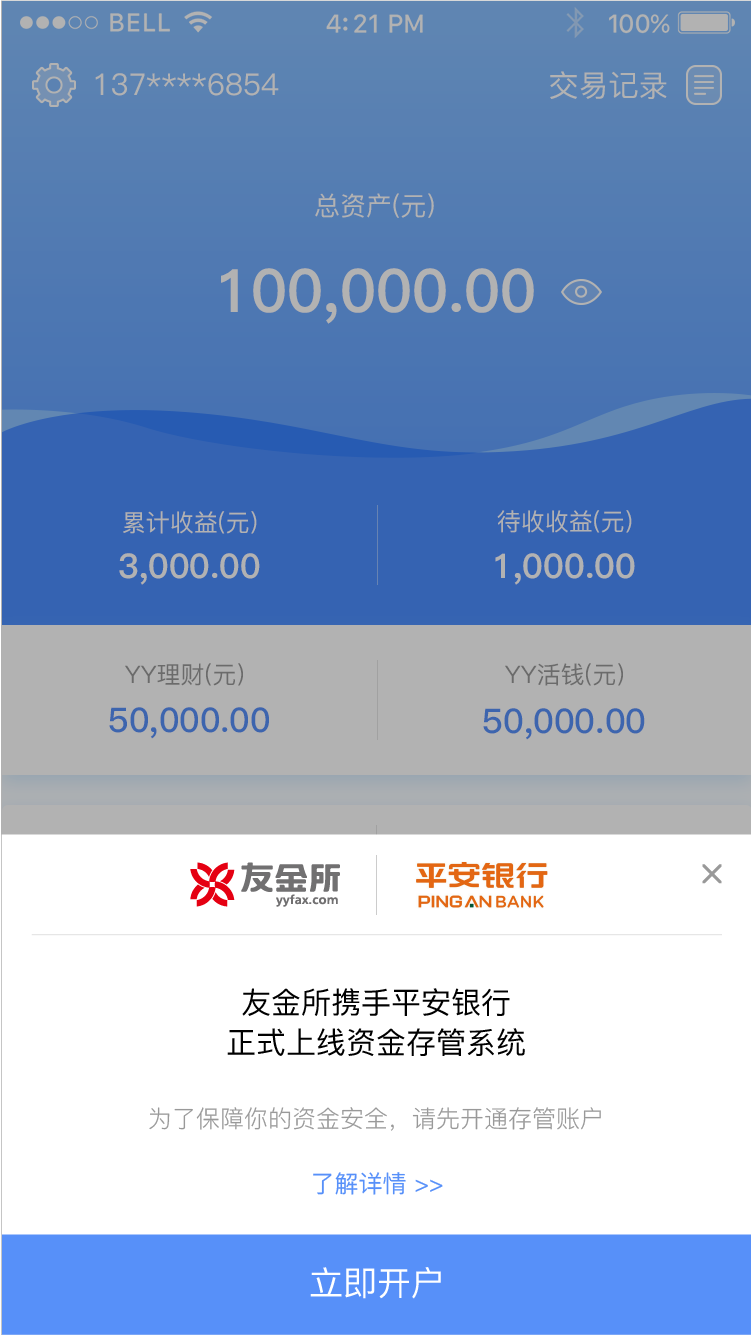 BELL 4:21 PM 100%
137****6854 交易记录
总资产(元)
100,000.00
累计收益(元) 待收收益(元)
3,000.00 1,000.00
YY理财(元) YY活钱(元)
50,000.00 50,000.00
友金所 平安银行
yyfax.com PING AN BANK
友金所携手平安银行
正式上线资金存管系统
为了保障你的资金安全，请先开通存管账户
了解详情 >>
立即开户